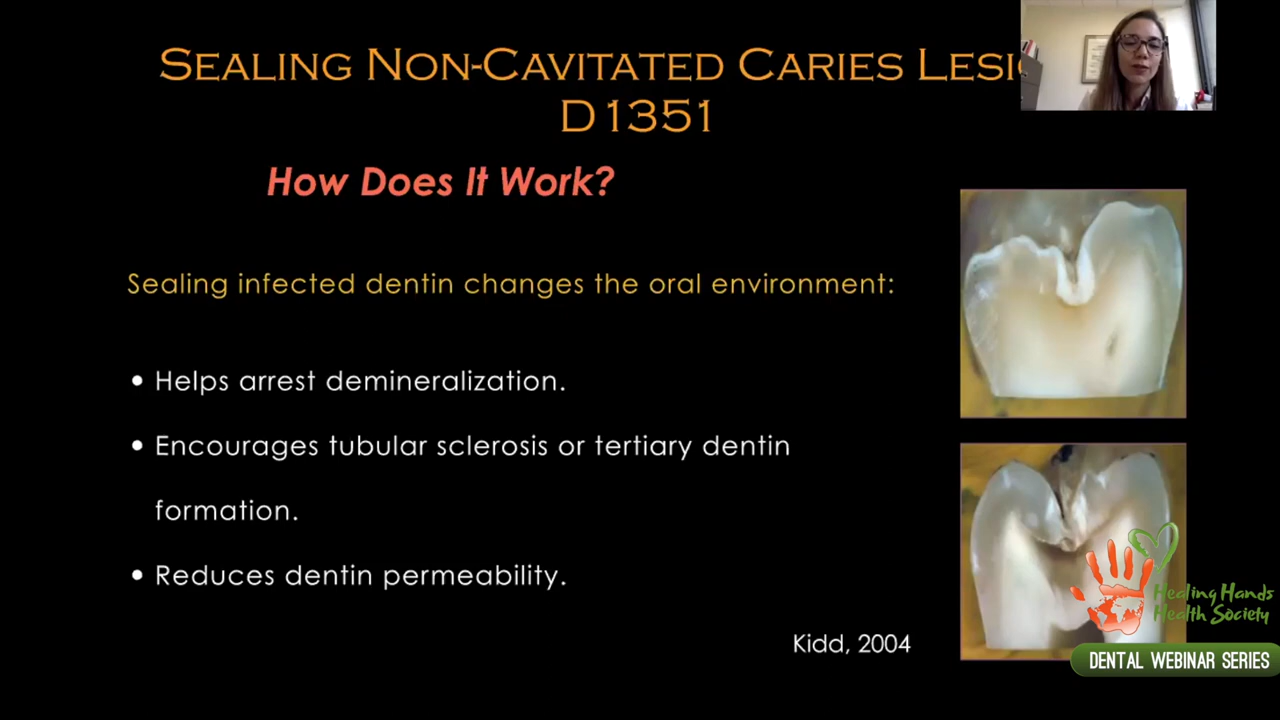 SEALING NON-CAVITATED CARIES LESI
D1351
How Does It Work?
Sealing infected dentin changes the oral environment:
• Helps arrest demineralization.
• Encourages tubular sclerosis or tertiary dentin
formation.
• Reduces dentin permeability.
Kidd, 2004
Healing Hands
Health Society
DENTAL WEBINAR SERIES